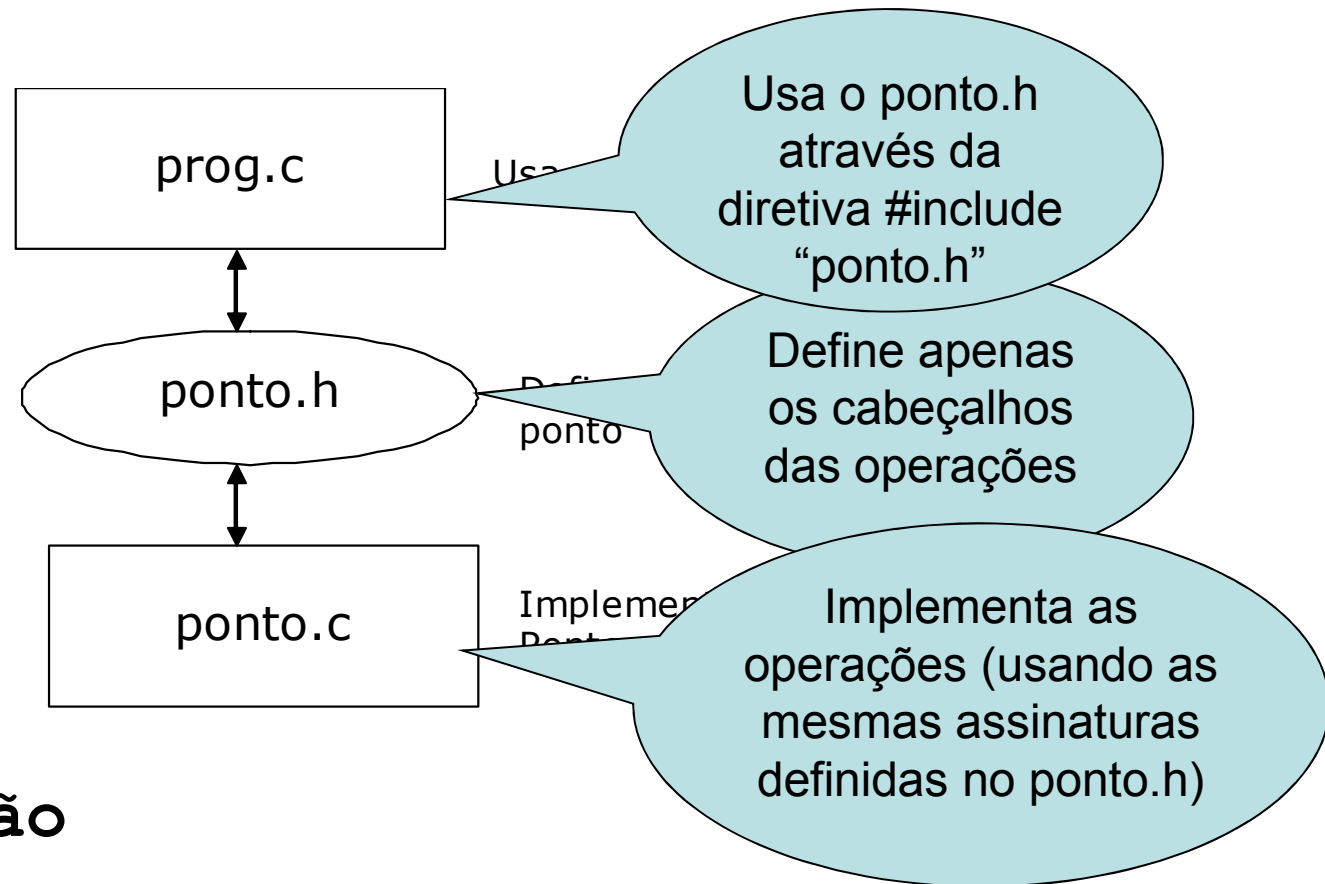 prog.c
Usa o ponto.h
através da
diretiva #include
“ponto.h”
ponto.h
ponto
Define apenas
os cabeçalhos
das operações
ponto.c
Implementa as
operações (usando as
mesmas assinaturas
definidas no ponto.h)
ão